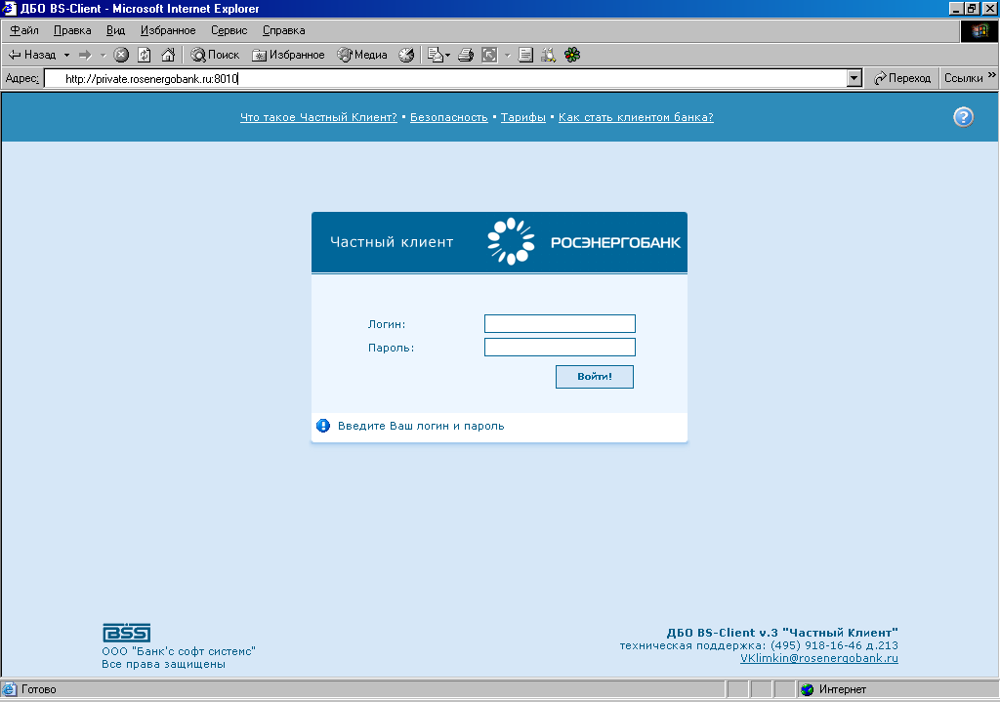 ДБО BS-Client - Microsoft Internet Explorer
Файл Правка Вид Избранное Сервис Справка
Назад Поиск Избранное Медиа
Адрес: http://private.rosenergobank.ru:8010 Переход Ссылки »
Что такое Частный Клиент? • Безопасность • Тарифы • Как стать клиентом банка? ?
Частный клиент РОСЭНЕРГОБАНК
Логин:
Пароль:
Войти!
Введите Ваш логин и пароль
BSS
ООО "Банк'с софт системс"
Все права защищены
ДБО BS-Client v.3 "Частный Клиент"
техническая поддержка: (495) 918-16-46 д.213
VKlimkin@rosenergobank.ru
Готово Интернет